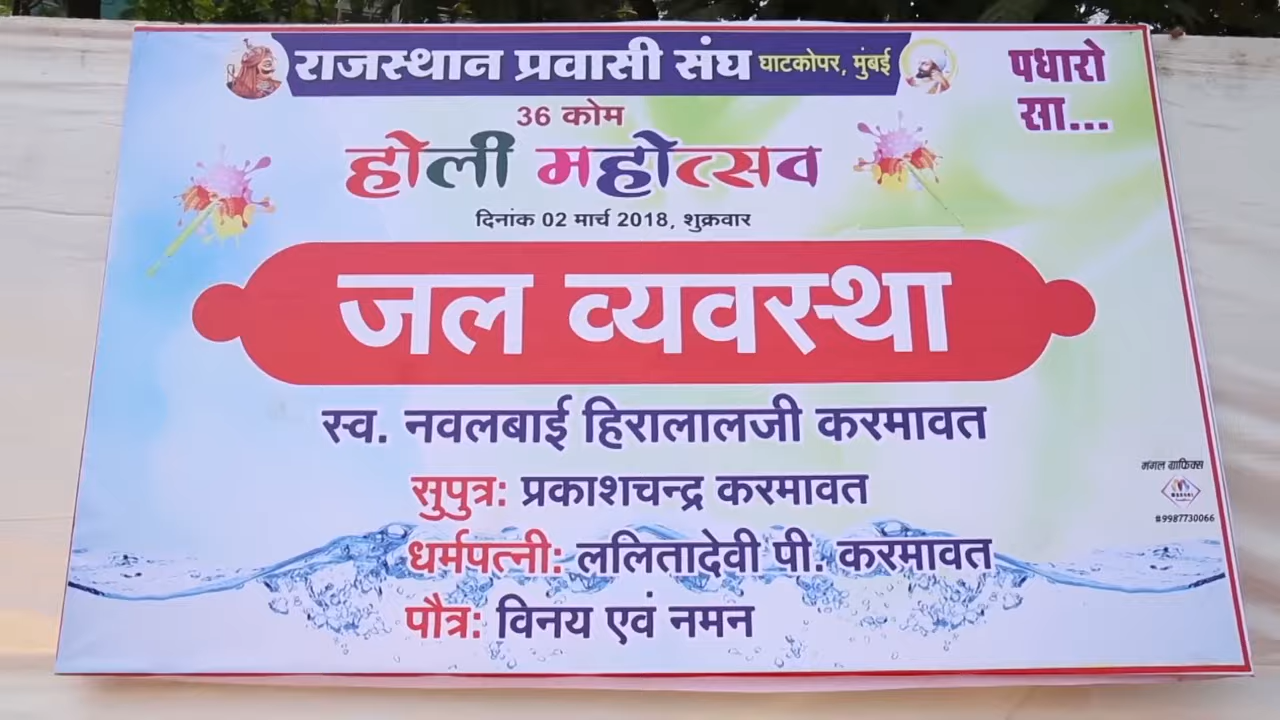 राजस्थान प्रवासी संघ घाटकोपर, मुंबई
पधारो
सा...
36 कोम
होली महोत्सव
दिनांक 02 मार्च 2018, शुक्रवार
जल व्यवस्था
स्व. नवलबाई हिरालालजी करमावत
सुपुत्र: प्रकाशचन्द्र करमावत
धर्मपत्नी: ललितादेवी पी. करमावत
पौत्र: विनय एवं नमन
मंगल ग्राफिक्स
#9987730066